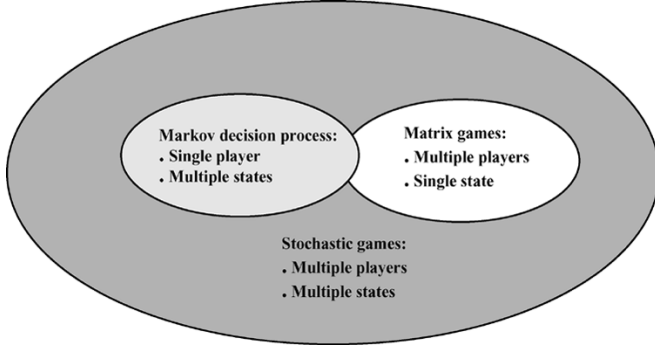 Markov decision process:
. Single player
. Multiple states
Matrix games:
. Multiple players
. Single state
Stochastic games:
. Multiple players
. Multiple states